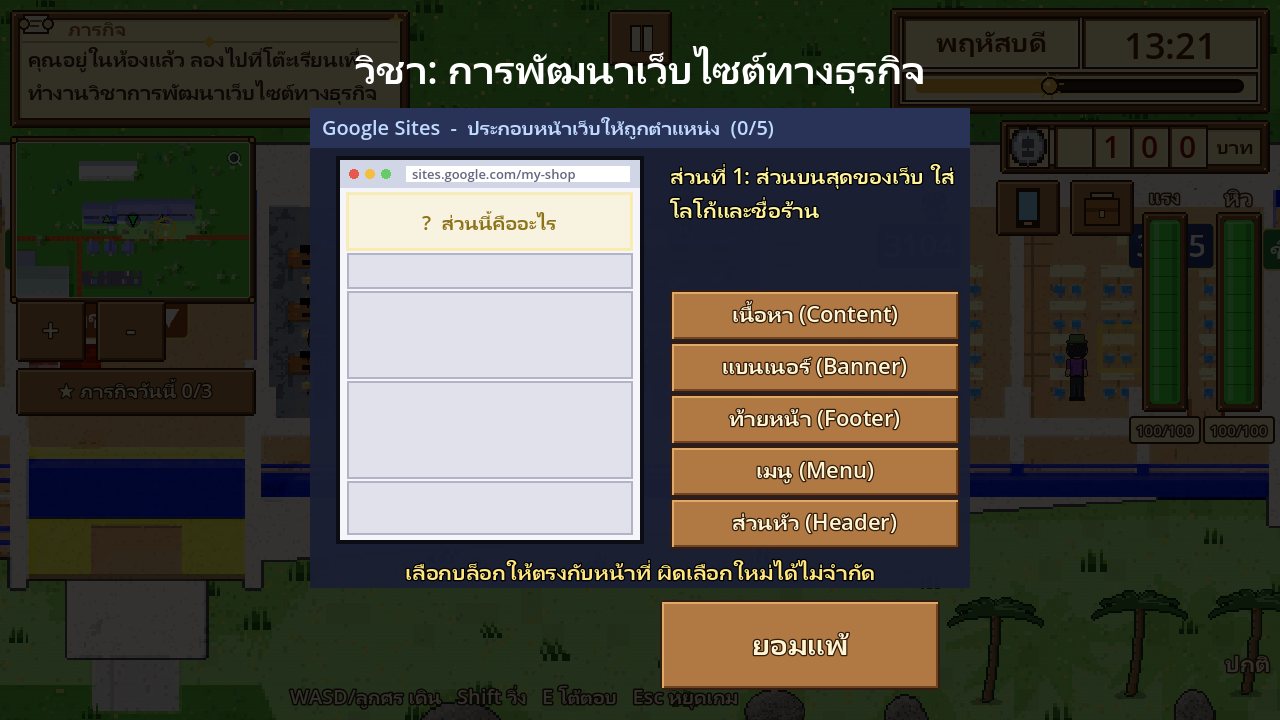 ภารกิจ
คุณอยู่ในห้องแล้ว ลองไปที่โต๊ะเรียนเพื่
ทำงานวิชาการพัฒนาเว็บไซต์ทางธุรกิจ
วิชา: การพัฒนาเว็บไซต์ทางธุรกิจ
พฤหัสบดี
13:21
100 บาท
Google Sites - ประกอบหน้าเว็บให้ถูกตำแหน่ง (0/5)
sites.google.com/my-shop
? ส่วนนี้คืออะไร
ส่วนที่ 1: ส่วนบนสุดของเว็บ ใส่
โลโก้และชื่อร้าน
เนื้อหา (Content)
แบนเนอร์ (Banner)
ท้ายหน้า (Footer)
เมนู (Menu)
ส่วนหัว (Header)
เลือกบล็อกให้ตรงกับหน้าที่ ผิดเลือกใหม่ได้ไม่จำกัด
ยอมแพ้
+
-
★ ภารกิจวันนี้ 0/3
แรง
หิว
3104
100/100
100/100
ปกติ
WASD/ลูกศร เดิน Shift วิ่ง E โต้ตอบ Esc หยุดเกม